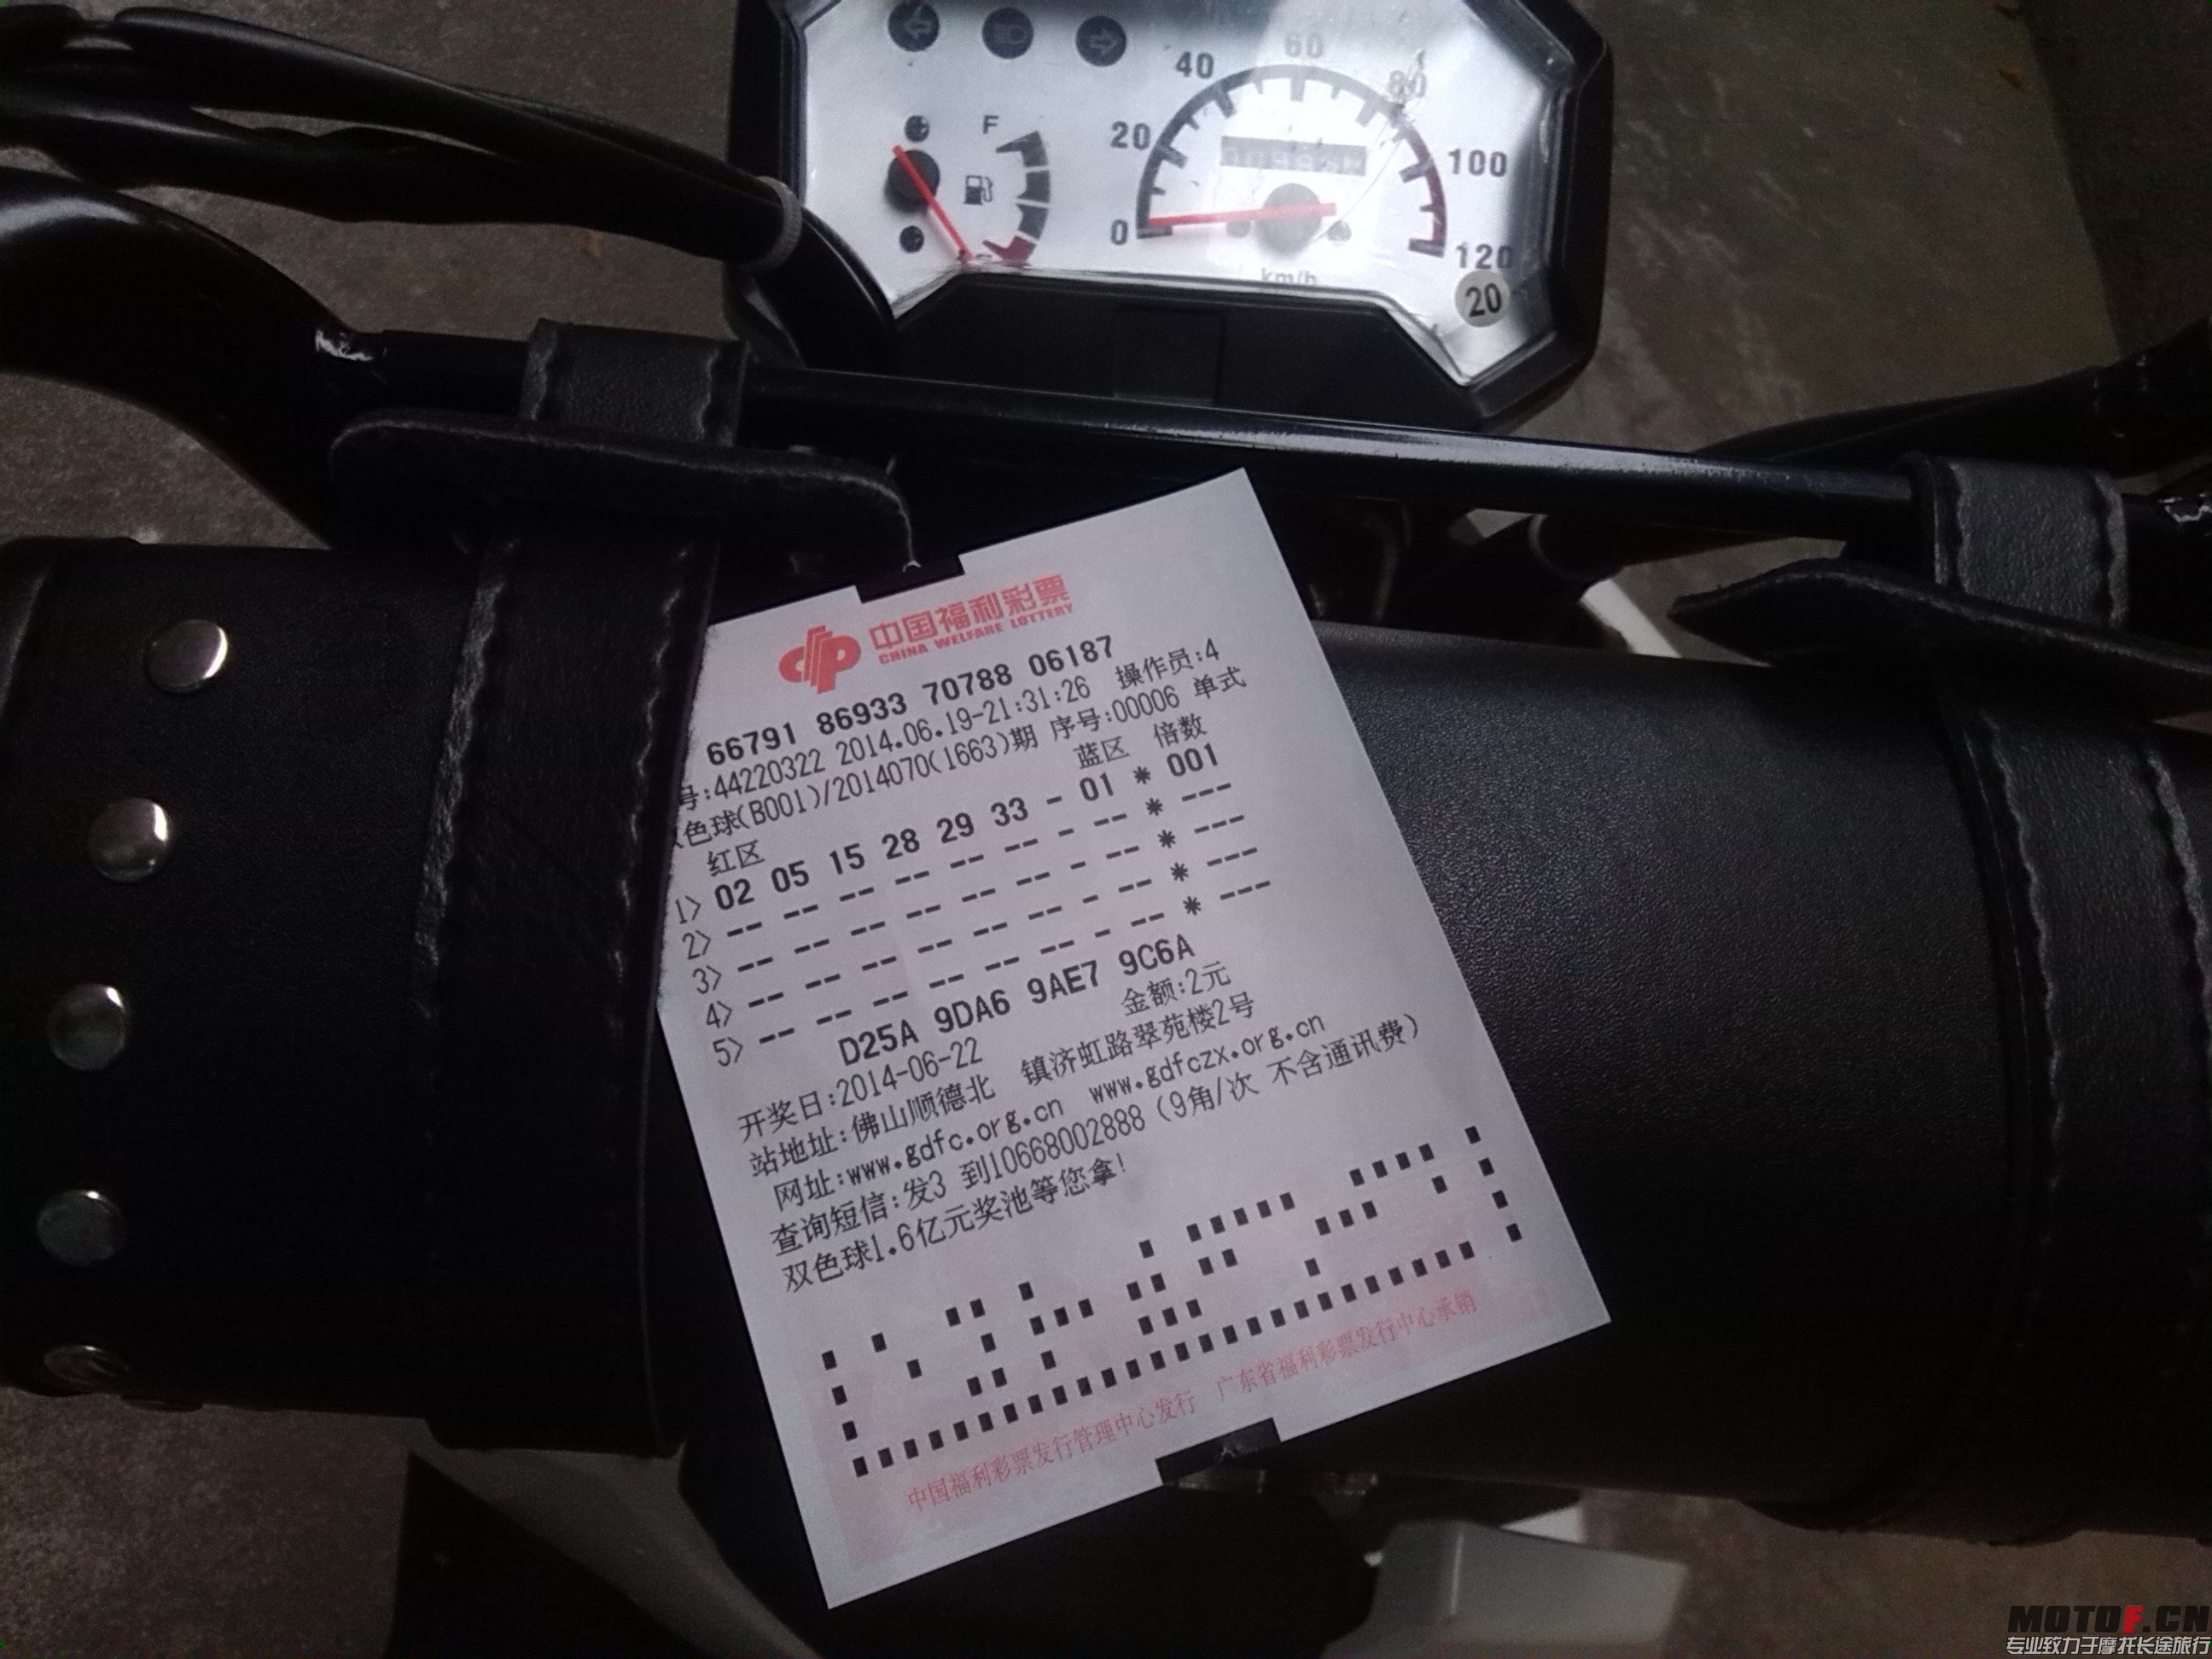 60
40
80
F
20
100
0
120
km/h
20
中国福利彩票
CHINA WELFARE LOTTERY
66791 86933 70788 06187
号:44220322 2014.06.19-21:31:26 操作员:4
色球(B001)/2014070(1663)期 序号:00006 单式
红区 蓝区 倍数
1> 02 05 15 28 29 33 - 01 * 001
2> -- -- -- -- -- -- - -- * ---
3> -- -- -- -- -- -- - -- * ---
4> -- -- -- -- -- -- - -- * ---
5> -- -- -- -- -- -- - -- * ---
D25A 9DA6 9AE7 9C6A
开奖日:2014-06-22 金额:2元
站地址:佛山顺德北 镇济虹路翠苑楼2号
网址:www.gdfc.org.cn www.gdfczx.org.cn
查询短信:发3 到10668002888 (9角/次 不含通讯费)
双色球1.6亿元奖池等您拿!
中国福利彩票发行管理中心发行 广东省福利彩票发行中心承销
MOTOF.CN
专业致力于摩托长途旅行